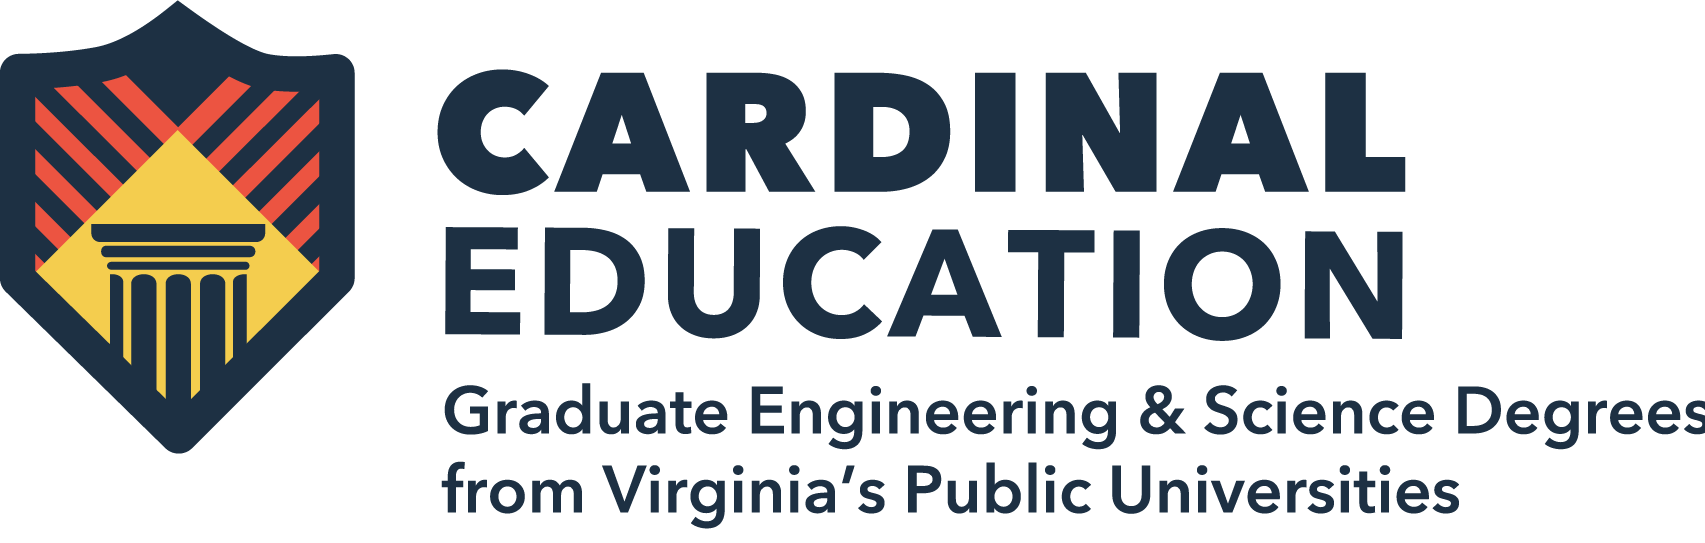 CARDINAL
EDUCATION
Graduate Engineering & Science Degrees
from Virginia’s Public Universities